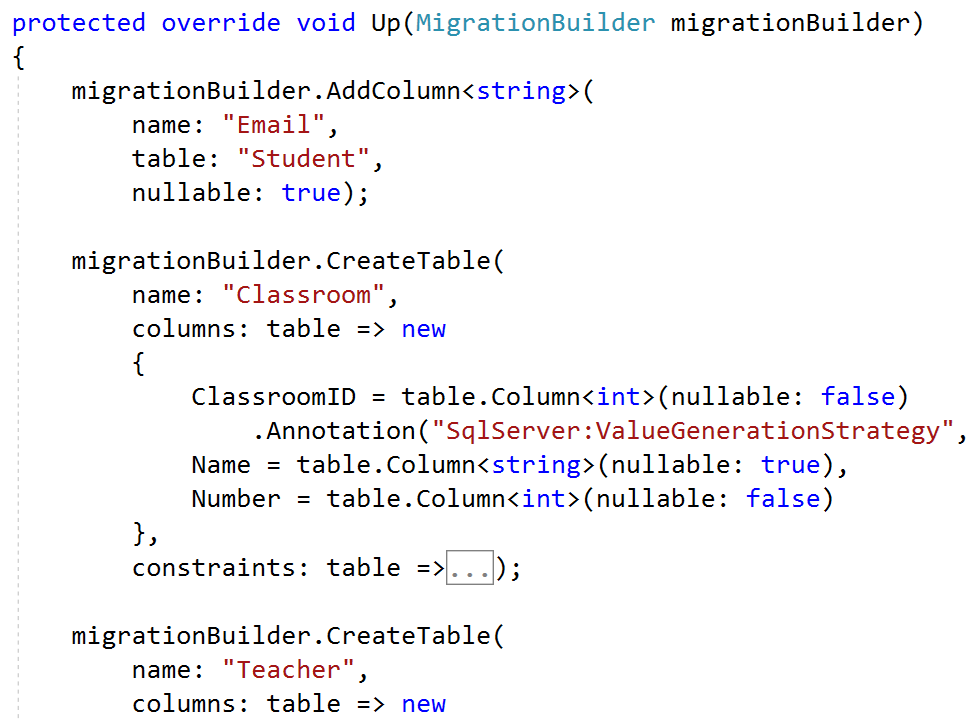 protected override void Up(MigrationBuilder migrationBuilder)
{
    migrationBuilder.AddColumn<string>(
        name: "Email",
        table: "Student",
        nullable: true);

    migrationBuilder.CreateTable(
        name: "Classroom",
        columns: table => new
        {
            ClassroomID = table.Column<int>(nullable: false)
                .Annotation("SqlServer:ValueGenerationStrategy",
            Name = table.Column<string>(nullable: true),
            Number = table.Column<int>(nullable: false)
        },
        constraints: table =>...);

    migrationBuilder.CreateTable(
        name: "Teacher",
        columns: table => new